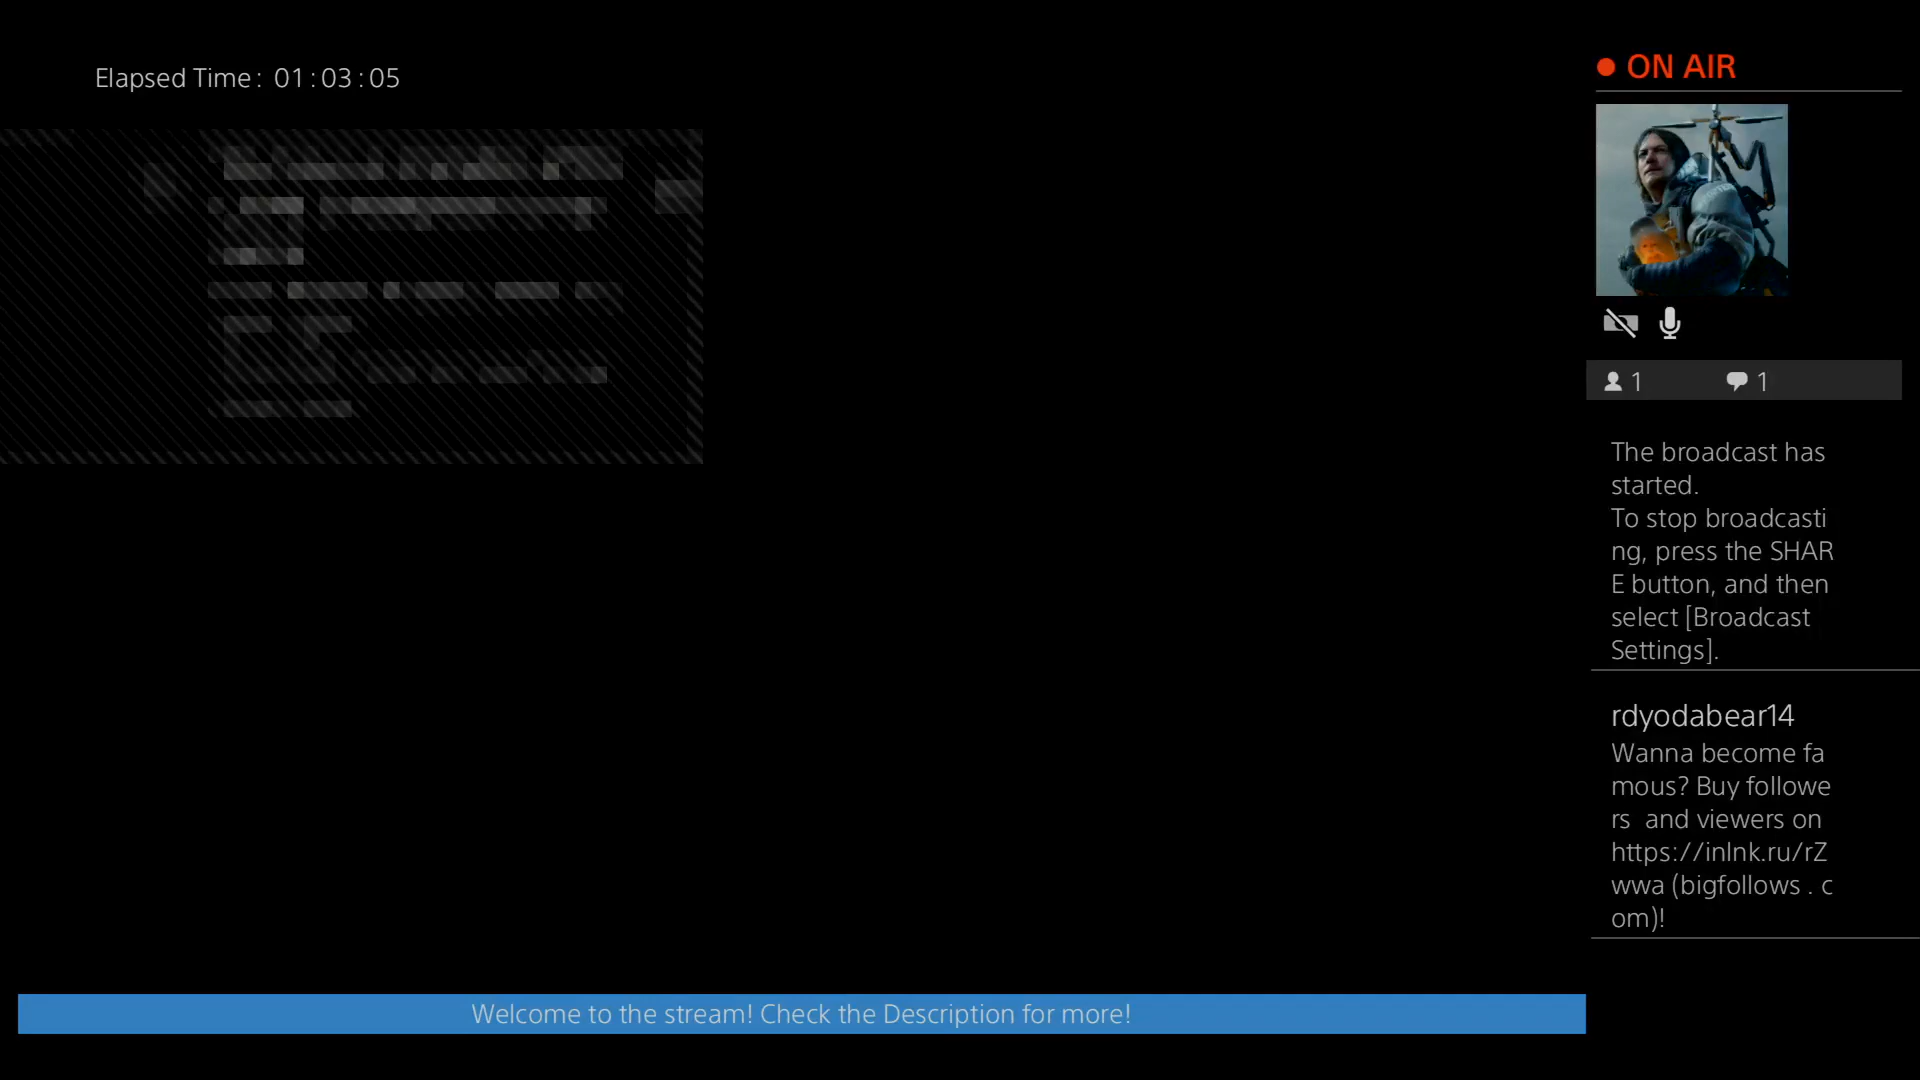 Elapsed Time: 01:03:05
ON AIR
1
1
The broadcast has
started.
To stop broadcasti
ng, press the SHAR
E button, and then
select [Broadcast
Settings].
rdyodabear14
Wanna become fa
mous? Buy followe
rs  and viewers on
https://inlnk.ru/rZ
wwa (bigfollows . c
om)!
Welcome to the stream! Check the Description for more!